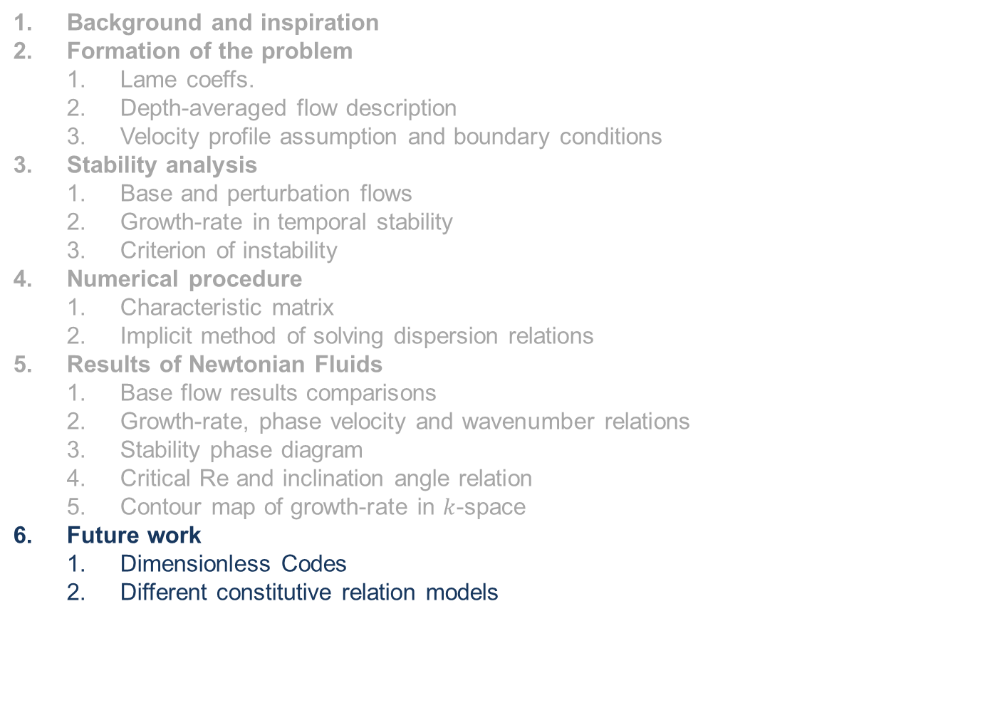 1. Background and inspiration
2. Formation of the problem
1. Lame coeffs.
2. Depth-averaged flow description
3. Velocity profile assumption and boundary conditions
3. Stability analysis
1. Base and perturbation flows
2. Growth-rate in temporal stability
3. Criterion of instability
4. Numerical procedure
1. Characteristic matrix
2. Implicit method of solving dispersion relations
5. Results of Newtonian Fluids
1. Base flow results comparisons
2. Growth-rate, phase velocity and wavenumber relations
3. Stability phase diagram
4. Critical Re and inclination angle relation
5. Contour map of growth-rate in k-space
6. Future work
1. Dimensionless Codes
2. Different constitutive relation models